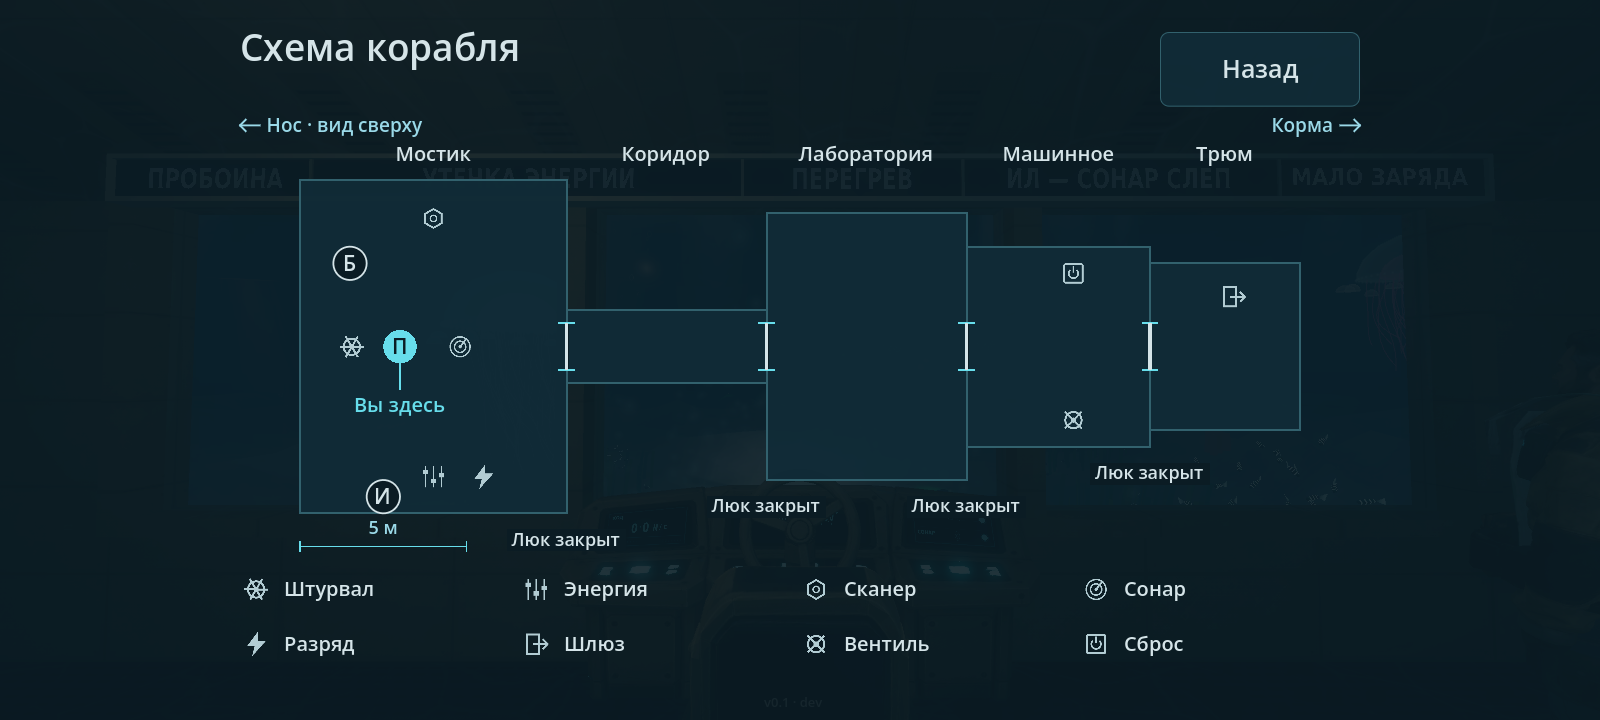 Схема корабля
Назад
← Нос · вид сверху
Корма →
Мостик
Коридор
Лаборатория
Машинное
Трюм
ПРОБОИНА
УТЕЧКА ЭНЕРГИИ
ПЕРЕГРЕВ
ИЛ — СОНАР СЛЕП
МАЛО ЗАРЯДА
Б
П
Вы здесь
И
5 м
Люк закрыт
Люк закрыт
Люк закрыт
Люк закрыт
Штурвал
Энергия
Сканер
Сонар
Разряд
Шлюз
Вентиль
Сброс
v0.1 · dev